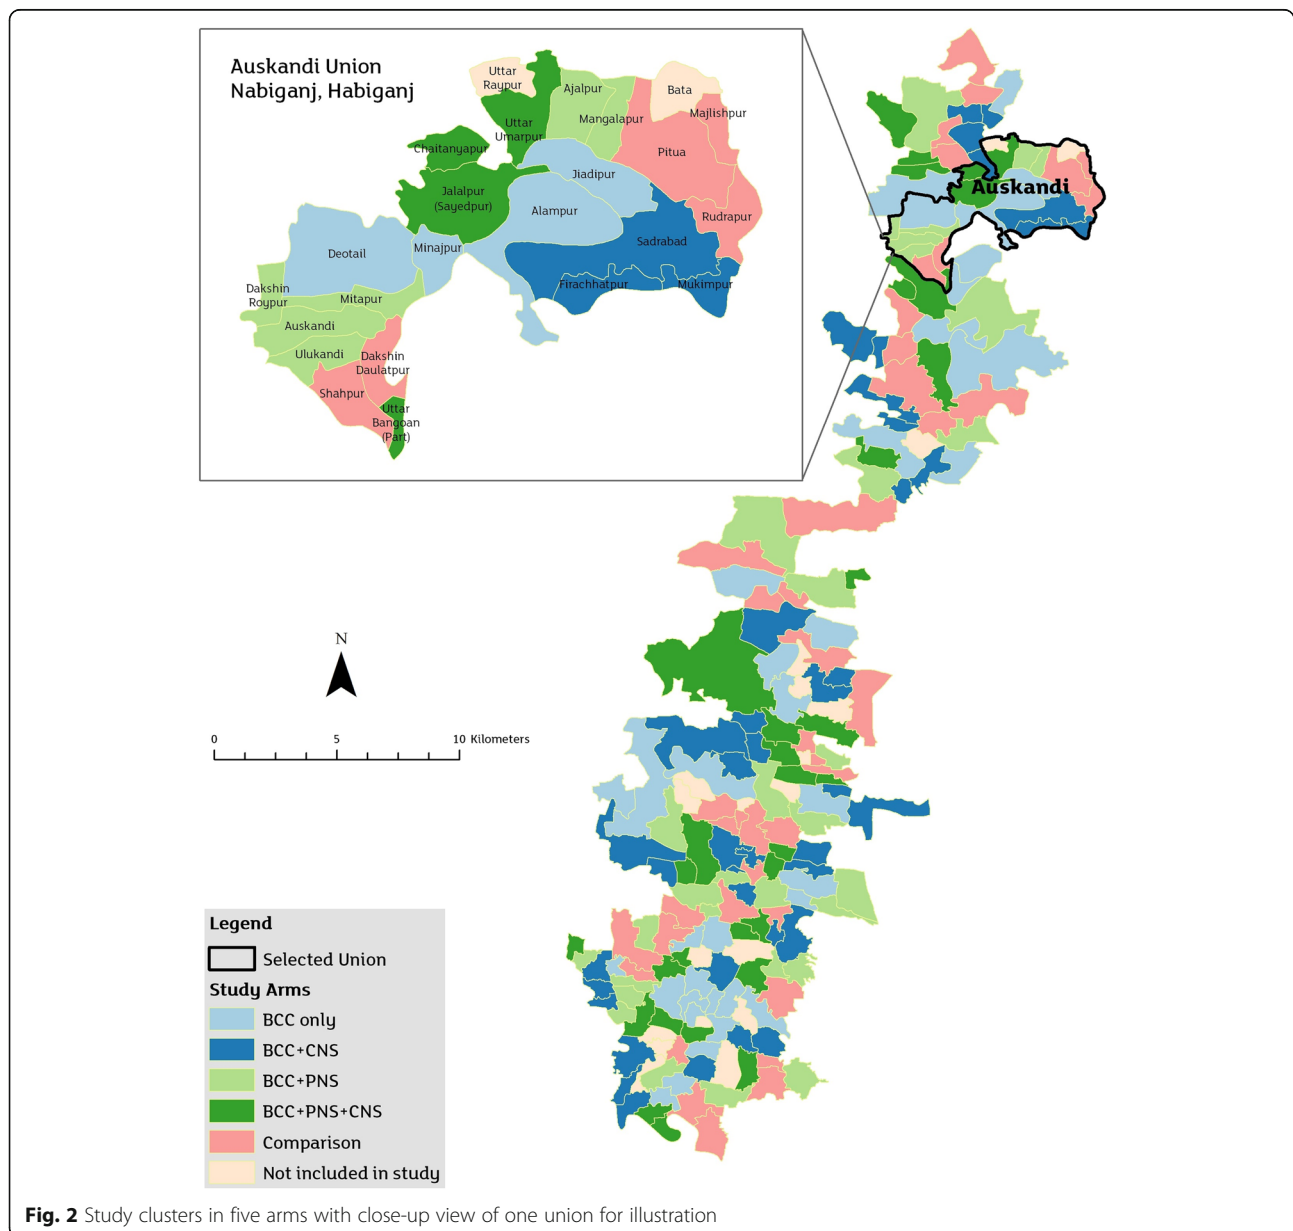 Auskandi Union
Nabiganj, Habiganj
Uttar
Raypur
Ajalpur
Bata
Mangalapur
Majlishpur
Uttar
Umarpur
Chaitanyapur
Pitua
Jiadipur
Jalalpur
(Sayedpur)
Alampur
Rudrapur
Sadrabad
Minajpur
Deotail
Firachhatpur
Mukimpur
Dakshin
Roypur
Mitapur
Auskandi
Ulukandi
Dakshin
Daulatpur
Shahpur
Uttar
Bangoan
(Part)
Auskandi
N
0 5 10 Kilometers
Legend
Selected Union
Study Arms
BCC only
BCC+CNS
BCC+PNS
BCC+PNS+CNS
Comparison
Not included in study
Fig. 2 Study clusters in five arms with close-up view of one union for illustration